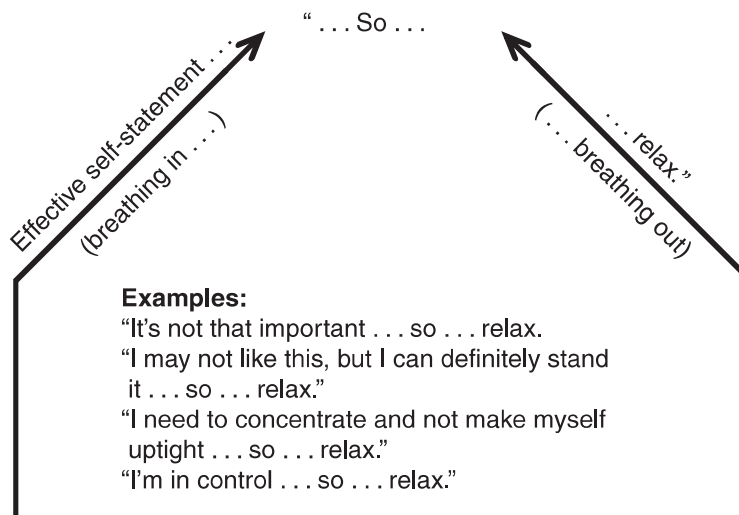 “ . . . So . . .
Effective self-statement . . .
(breathing in . . .)
. . . relax.”
(. . . breathing out)
Examples:
“It’s not that important . . . so . . . relax.
“I may not like this, but I can definitely stand
it . . . so . . . relax.”
“I need to concentrate and not make myself
uptight . . . so . . . relax.”
“I’m in control . . . so . . . relax.”